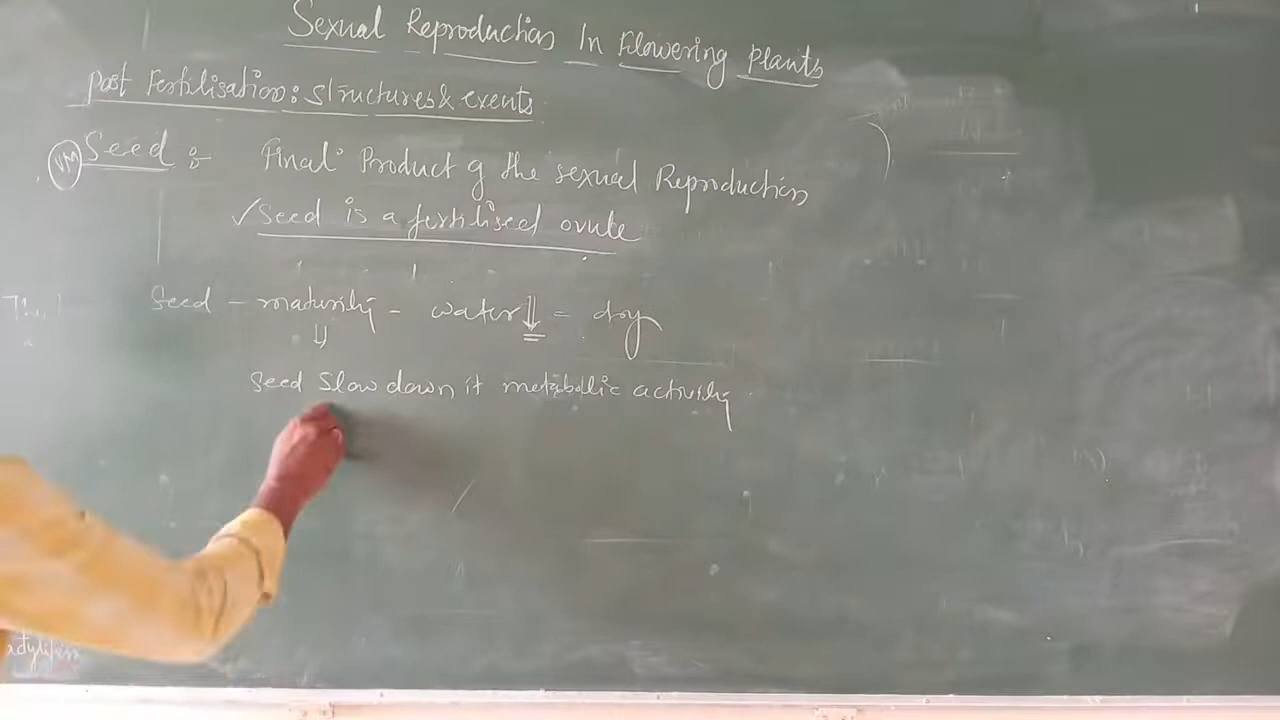 Sexual Reproduction In Flowering Plants
Post Fertilisation: structures & events
VM Seed :- Final Product of the sexual Reproduction
✓ Seed is a fertilised ovule
Seed - maturity - water ⇓ = dry
⇓
Seed slow down it metabolic activity